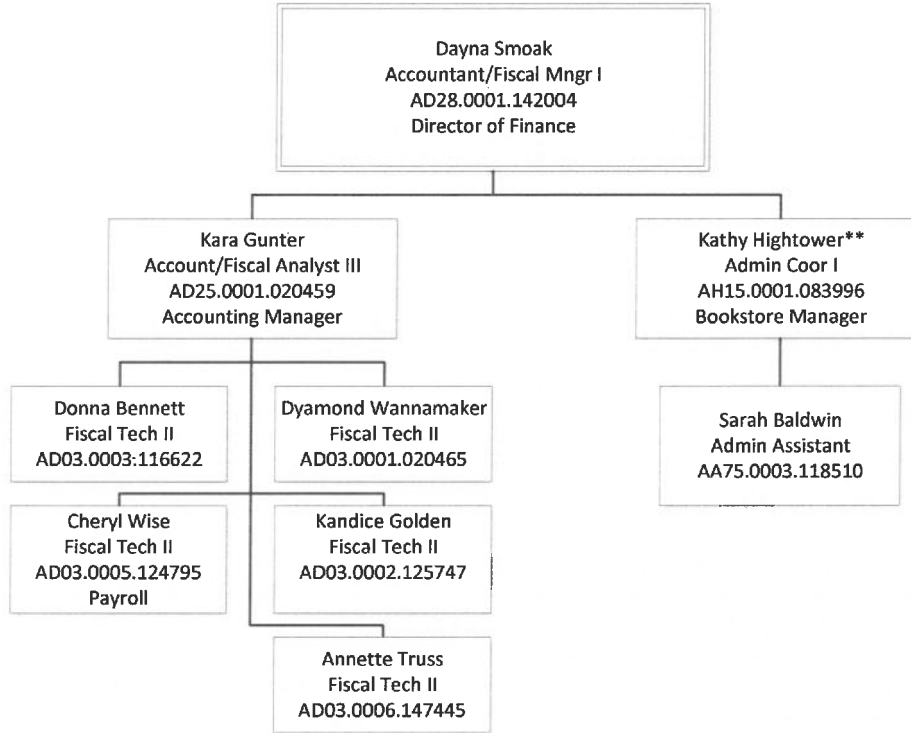 Dayna Smoak
Accountant/Fiscal Mngr I
AD28.0001.142004
Director of Finance
Kara Gunter
Account/Fiscal Analyst III
AD25.0001.020459
Accounting Manager
Kathy Hightower**
Admin Coor I
AH15.0001.083996
Bookstore Manager
Donna Bennett
Fiscal Tech II
AD03.0003:116622
Dyamond Wannamaker
Fiscal Tech II
AD03.0001.020465
Sarah Baldwin
Admin Assistant
AA75.0003.118510
Cheryl Wise
Fiscal Tech II
AD03.0005.124795
Payroll
Kandice Golden
Fiscal Tech II
AD03.0002.125747
Annette Truss
Fiscal Tech II
AD03.0006.147445